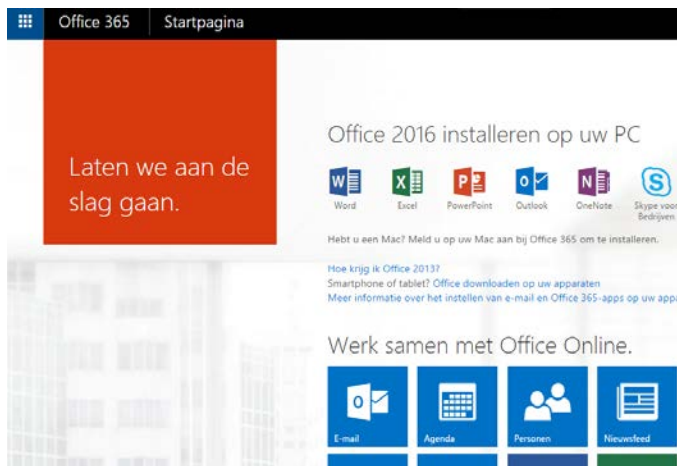 Office 365 Startpagina
Laten we aan de
slag gaan.
Office 2016 installeren op uw PC
Word Excel PowerPoint Outlook OneNote Skype voor
Bedrijven
Hebt u een Mac? Meld u op uw Mac aan bij Office 365 om te installeren.
Hoe krijg ik Office 2013?
Smartphone of tablet? Office downloaden op uw apparaten
Meer informatie over het instellen van e-mail en Office 365-apps op uw appa
Werk samen met Office Online.
E-mail Agenda Personen Nieuwsfeed